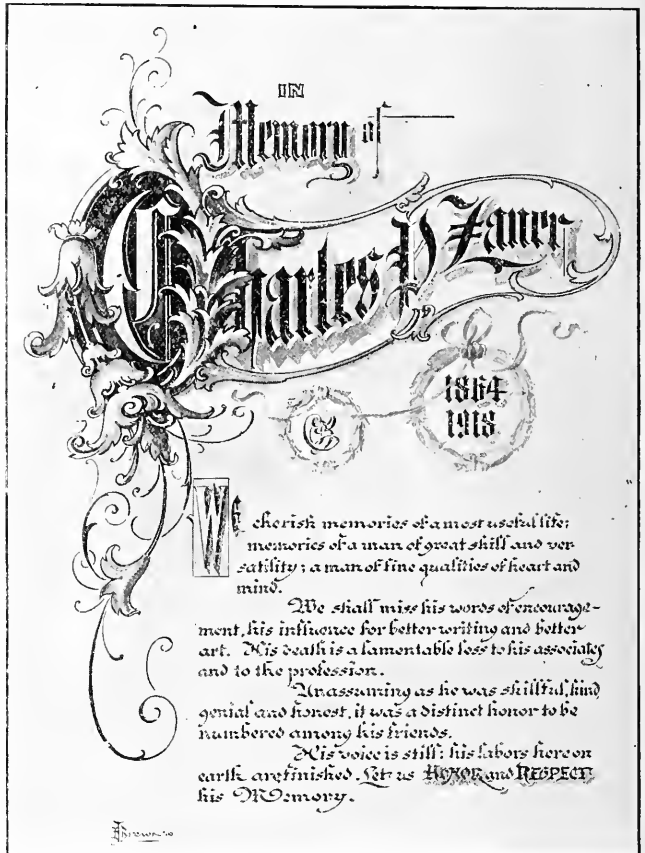 IN
Memory of
Charles P Zaner
1864
1918
CZ
We cherish memories of a most useful life;
memories of a man of great skill and ver-
satility; a man of fine qualities of heart and
mind.
We shall miss his words of encourage-
ment, his influence for better writing and better
art. His death is a lamentable loss to his associates
and to the profession.
Unassuming as he was skillful, kind,
genial and honest, it was a distinct honor to be
numbered among his friends.
His voice is still: his labors here on
earth are finished. Let us HONOR and RESPECT
his Memory.
Brown